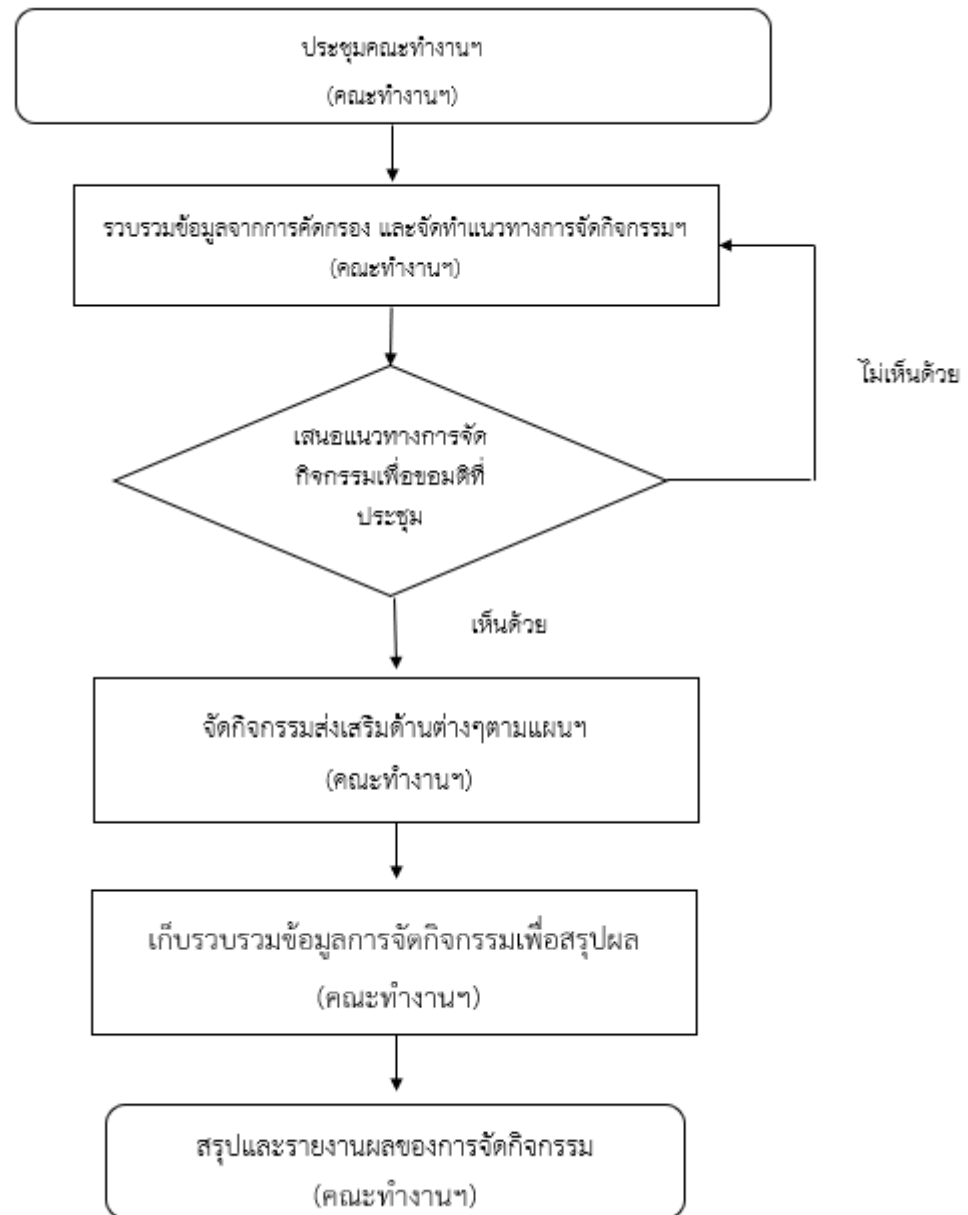 ประชุมคณะทำงานฯ
(คณะทำงานฯ)
รวบรวมข้อมูลจากการคัดกรอง และจัดทำแนวทางการจัดกิจกรรมฯ
(คณะทำงานฯ)
ไม่เห็นด้วย
เสนอแนวทางการจัด
กิจกรรมเพื่อขอมติที่
ประชุม
เห็นด้วย
จัดกิจกรรมส่งเสริมด้านต่างๆตามแผนฯ
(คณะทำงานฯ)
เก็บรวบรวมข้อมูลการจัดกิจกรรมเพื่อสรุปผล
(คณะทำงานฯ)
สรุปและรายงานผลของการจัดกิจกรรม
(คณะทำงานฯ)